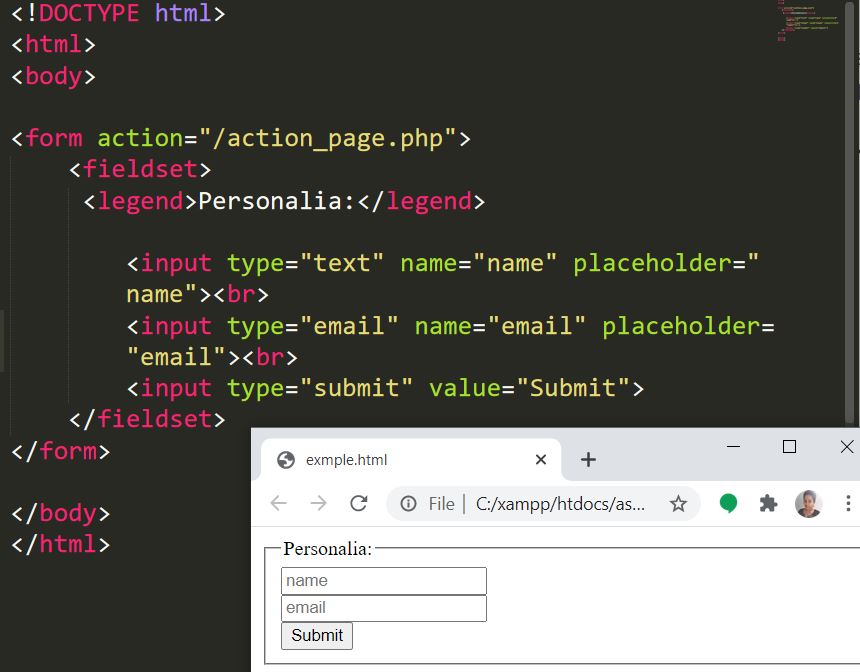 <!DOCTYPE html>
<html>
<body>
<form action="/action_page.php">
<fieldset>
<legend>Personalia:</legend>
<input type="text" name="name" placeholder="
name"><br>
<input type="email" name="email" placeholder=
"email"><br>
<input type="submit" value="Submit">
</fieldset>
</form>
</body>
</html>
exmple.html
File | C:/xampp/htdocs/as...
Personalia:
name
email
Submit